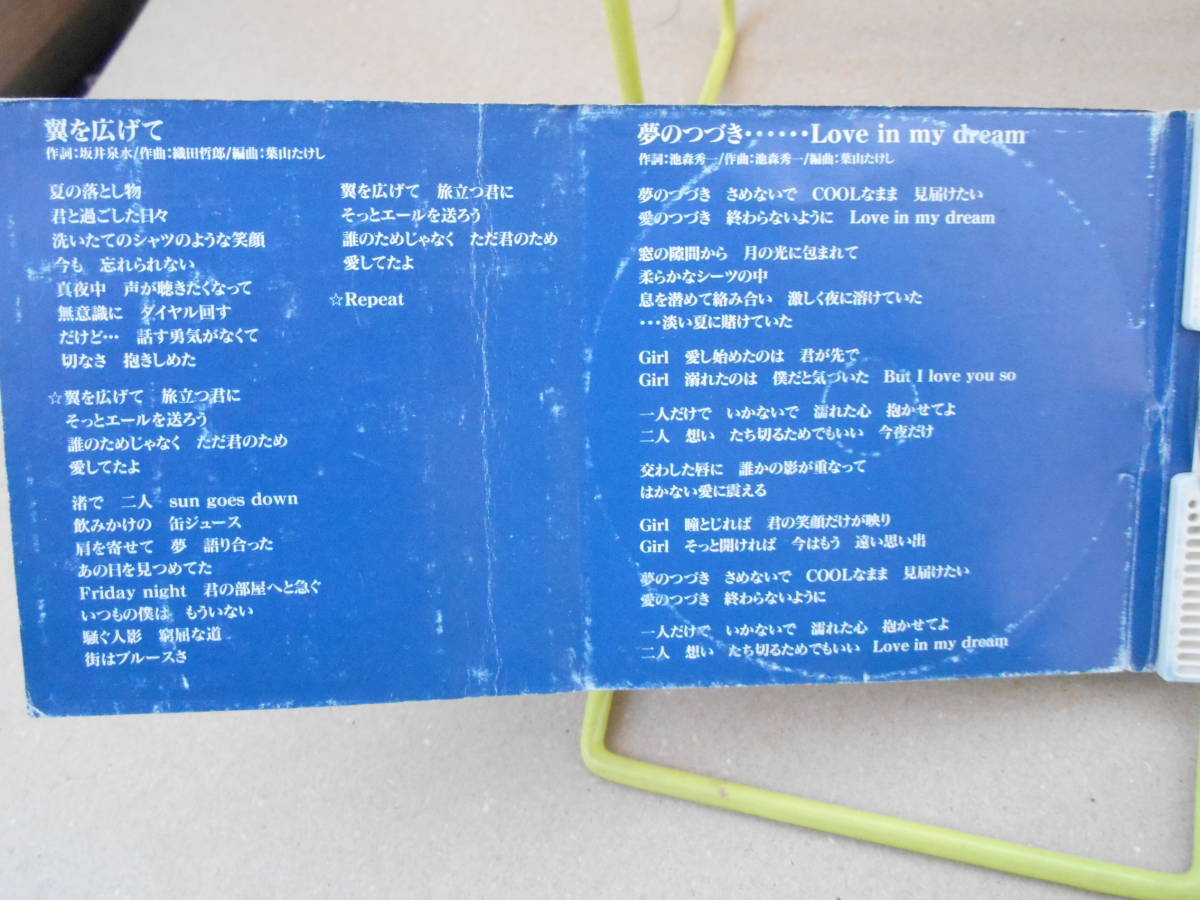 翼を広げて
作詞:坂井泉水/作曲:織田哲郎/編曲:葉山たけし
夏の落とし物
君と過ごした日々
洗いたてのシャツのような笑顔
今も　忘れられない
真夜中　声が聴きたくなって
無意識に　ダイヤル回す
だけど…　話す勇気がなくて
切なさ　抱きしめた
☆翼を広げて　旅立つ君に
そっとエールを送ろう
誰のためじゃなく　ただ君のため
愛してたよ
渚で　二人　sun goes down
飲みかけの　缶ジュース
肩を寄せて　夢　語り合った
あの日を見つめてた
Friday night　君の部屋へと急ぐ
いつもの僕は　もういない
騒ぐ人影　窮屈な道
街はブルースさ
翼を広げて　旅立つ君に
そっとエールを送ろう
誰のためじゃなく　ただ君のため
愛してたよ
☆Repeat
夢のつづき……Love in my dream
作詞:池森秀一/作曲:池森秀一/編曲:葉山たけし
夢のつづき　さめないで　COOLなまま　見届けたい
愛のつづき　終わらないように　Love in my dream
窓の隙間から　月の光に包まれて
柔らかなシーツの中
息を潜めて絡み合い　激しく夜に溶けていた
…淡い夏に賭けていた
Girl　愛し始めたのは　君が先で
Girl　溺れたのは　僕だと気づいた　But I love you so
一人だけで　いかないで　濡れた心　抱かせてよ
二人　想い　たち切るためでもいい　今夜だけ
交わした唇に　誰かの影が重なって
はかない愛に震える
Girl　瞳とじれば　君の笑顔だけが映り
Girl　そっと開ければ　今はもう　遠い思い出
夢のつづき　さめないで　COOLなまま　見届けたい
愛のつづき　終わらないように
一人だけで　いかないで　濡れた心　抱かせてよ
二人　想い　たち切るためでもいい　Love in my dream